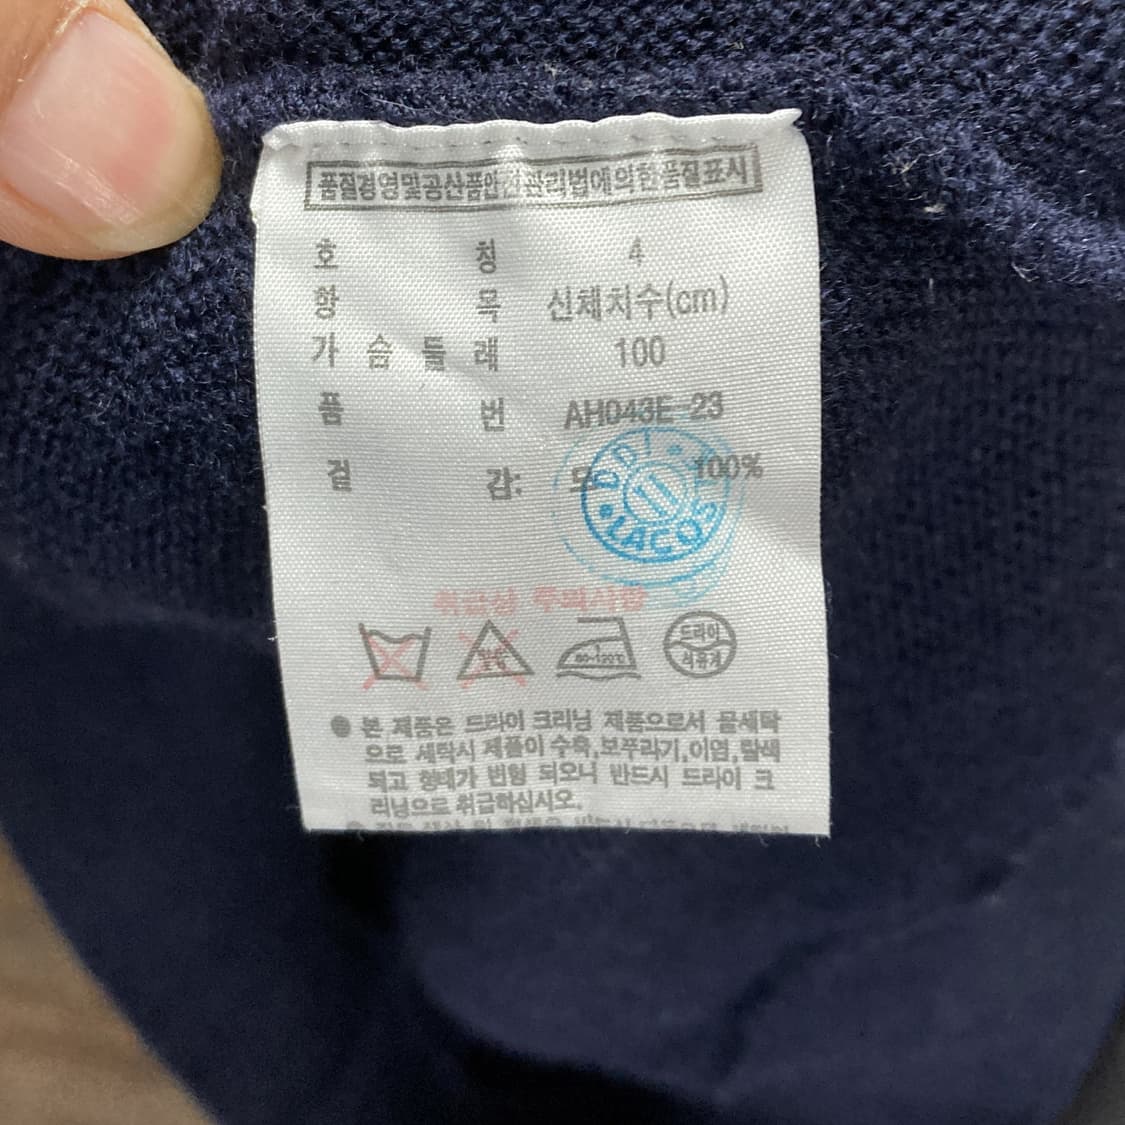 품질경영및공산품안전관리법에의한품질표시
호 칭 4
항 목 신체치수(cm)
가 슴 둘 레 100
품 번 AH043E-23
겉 감: 모 100%
DDI
LACOS
취급상 주의사항
80~120℃
드라이
석유계
● 본 제품은 드라이 크리닝 제품으로서 물세탁
으로 세탁시 제품이 수축,보푸라기,이염,탈색
되고 형태가 변형 되오니 반드시 드라이 크
리닝으로 취급하십시오.